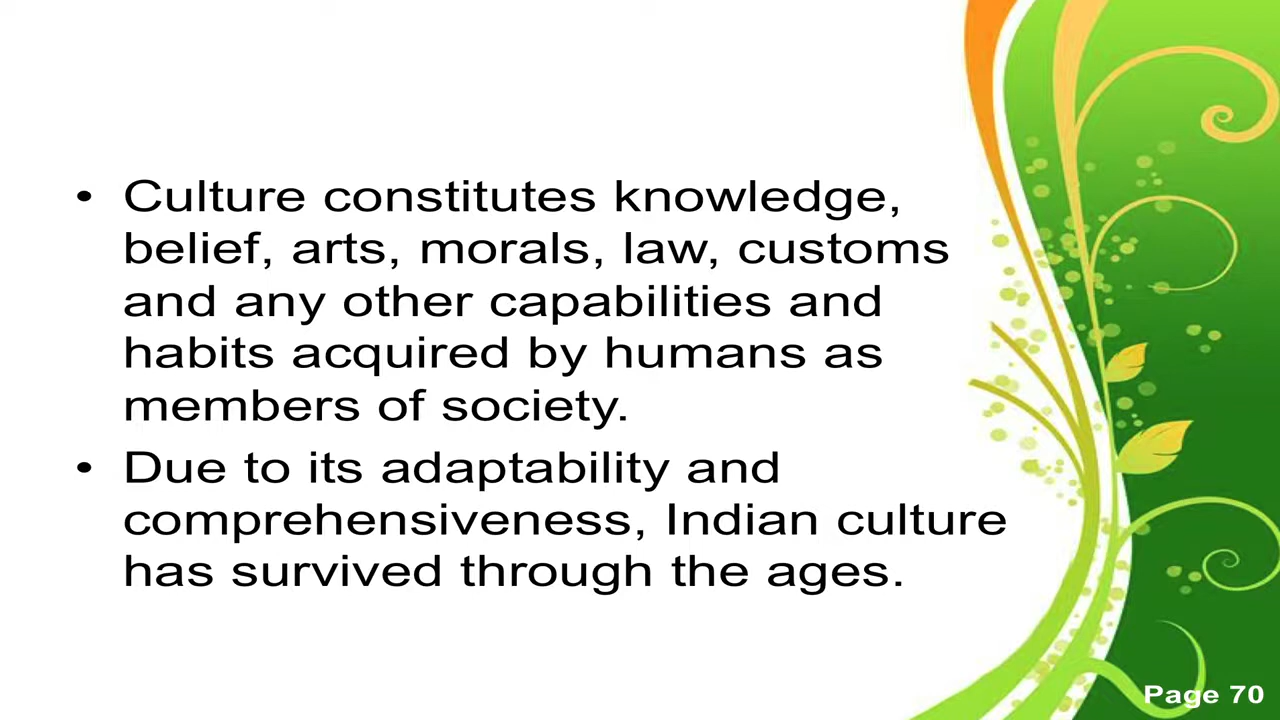 • Culture constitutes knowledge,
belief, arts, morals, law, customs
and any other capabilities and
habits acquired by humans as
members of society.
• Due to its adaptability and
comprehensiveness, Indian culture
has survived through the ages.
Page 70